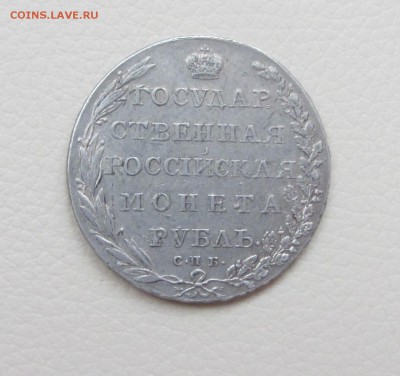 COINS.LAVE.RU
ГОСУДАР
СТВЕННАЯ
РОССІЙСКАЯ
МОНЕТА
РУБЛЬ.
С.П.Б.